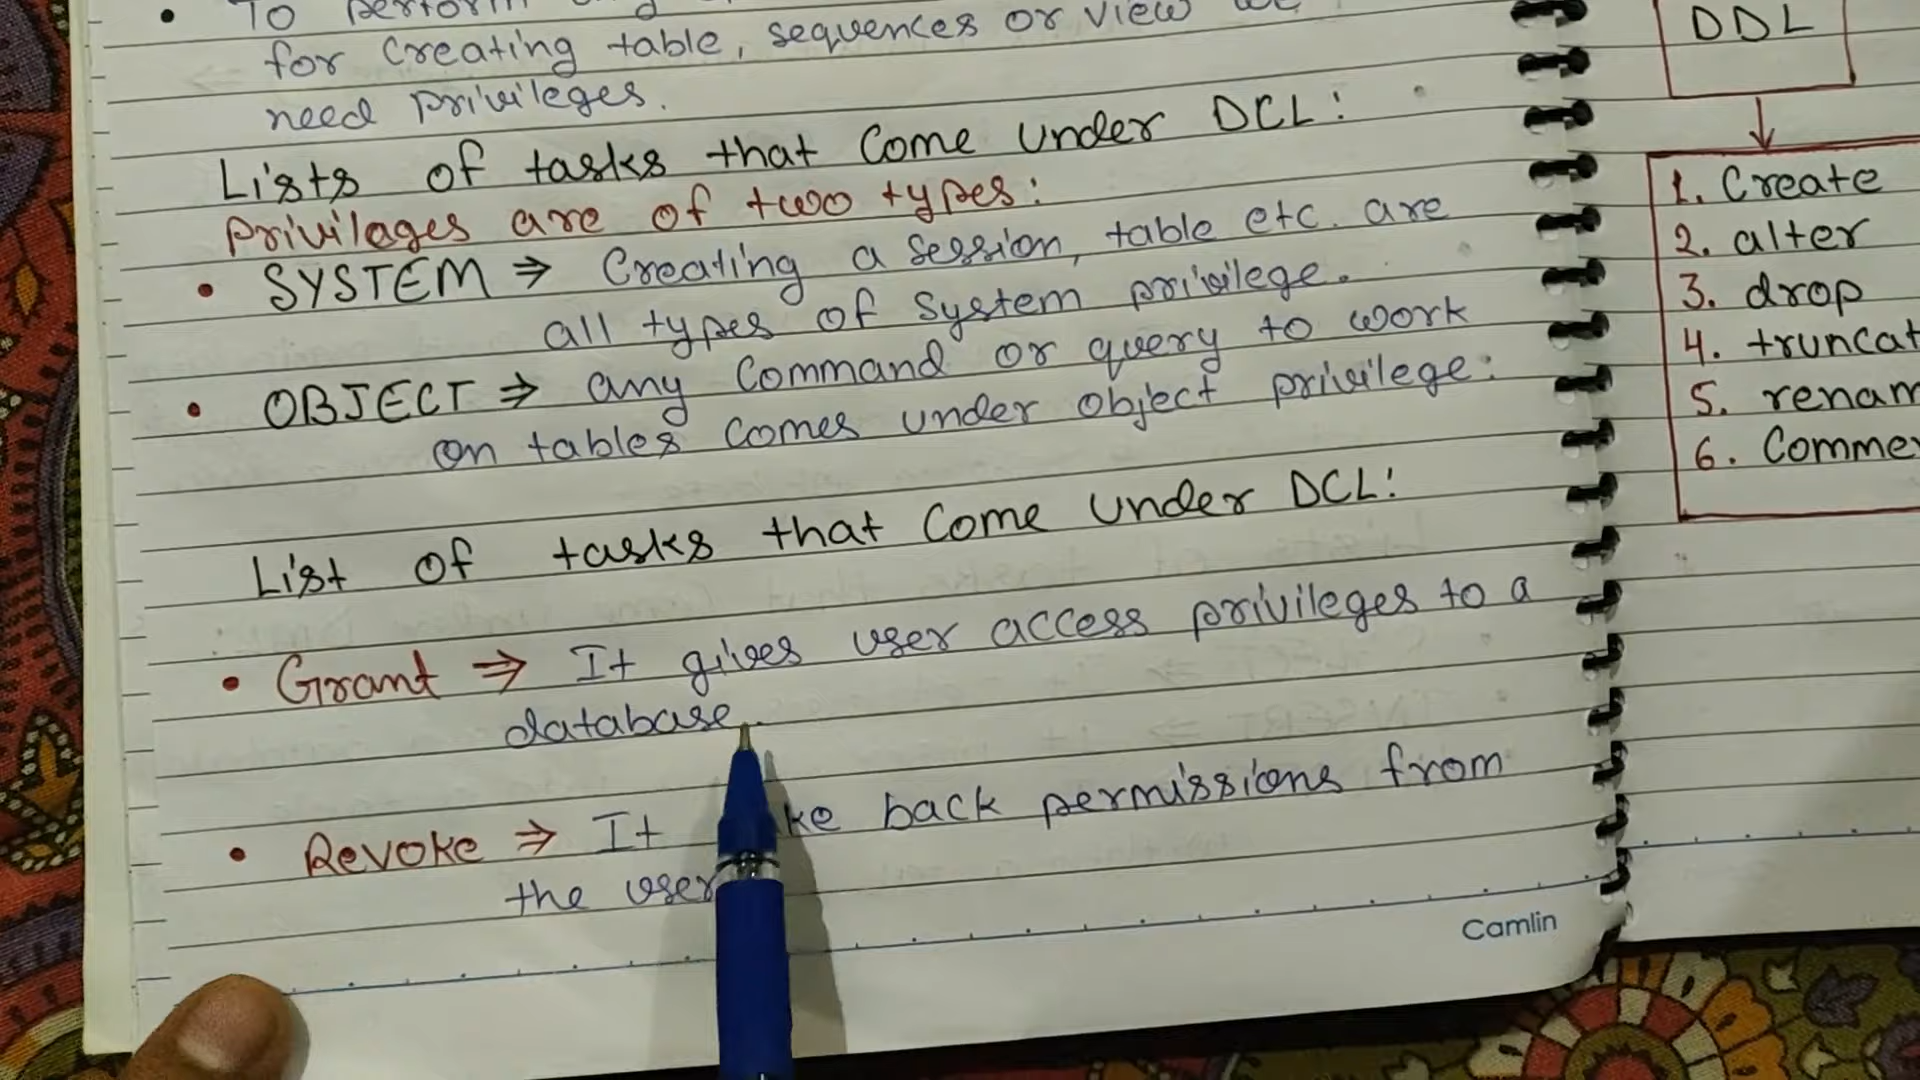 • To perform any
for creating table, sequences or view
need privileges.
Lists of tasks that come under DCL:
privilages are of two types:
• SYSTEM ⇒ Creating a session, table etc. are
all types of system privilege.
• OBJECT ⇒ any command or query to work
on tables comes under object privilege:
List of tasks that come under DCL:
• Grant ⇒ It gives user access privileges to a
database.
• Revoke ⇒ It back permissions from
the user
Camlin
DDL
1. Create
2. alter
3. drop
4. truncat
5. renam
6. Comme